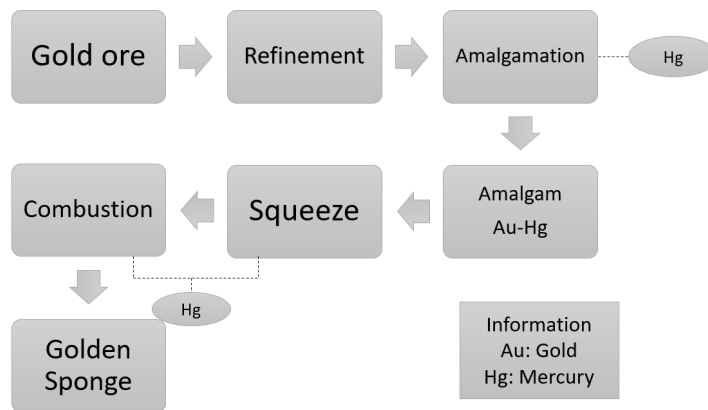 Gold ore
Refinement
Amalgamation
Hg
Combustion
Squeeze
Amalgam
Au-Hg
Hg
Golden
Sponge
Information
Au: Gold
Hg: Mercury